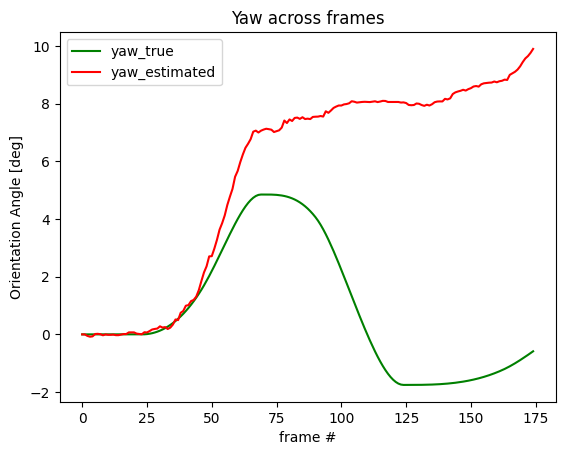 Yaw across frames
yaw_true
yaw_estimated
Orientation Angle [deg]
10
8
6
4
2
0
−2
0 25 50 75 100 125 150 175
frame #